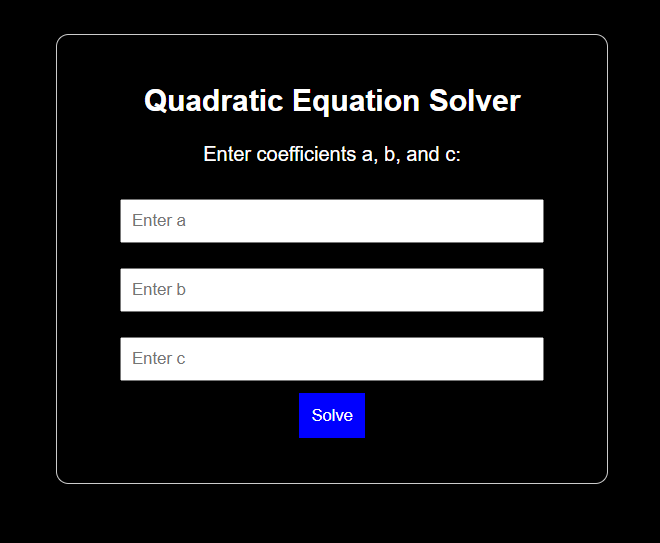 Quadratic Equation Solver
Enter coefficients a, b, and c:
Enter a
Enter b
Enter c
Solve